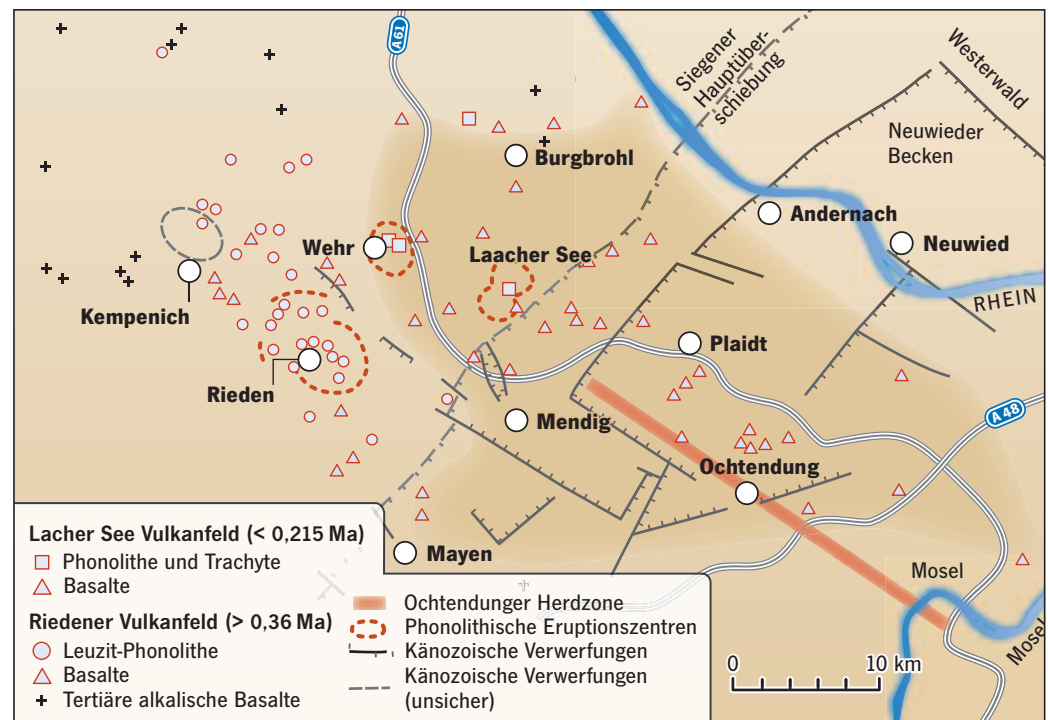 A61
Siegener
Hauptüber-
schiebung
Westerwald
Neuwieder
Becken
Burgbrohl
Andernach
Wehr
Laacher See
Neuwied
RHEIN
Kempenich
Plaidt
Rieden
Mendig
A 48
Ochtendung
Mayen
Mosel
Mosel
Lacher See Vulkanfeld (< 0,215 Ma)
Phonolithe und Trachyte
Basalte
Riedener Vulkanfeld (> 0,36 Ma)
Leuzit-Phonolithe
Basalte
Tertiäre alkalische Basalte
Ochtendunger Herdzone
Phonolithische Eruptionszentren
Känozoische Verwerfungen
Känozoische Verwerfungen
(unsicher)
0 10 km